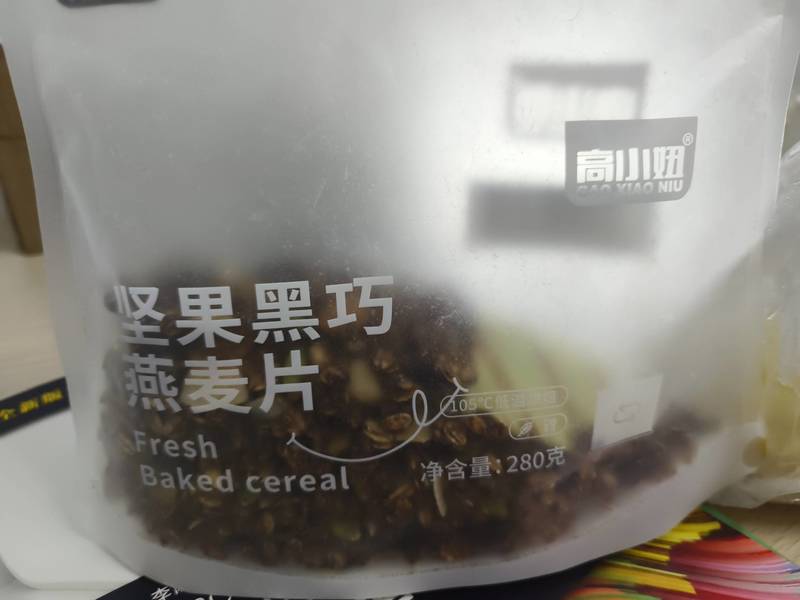 高小妞®
GAO XIAO NIU
坚果黑巧
燕麦片
Fresh
Baked cereal
105℃低温烘焙
净含量：280克
李